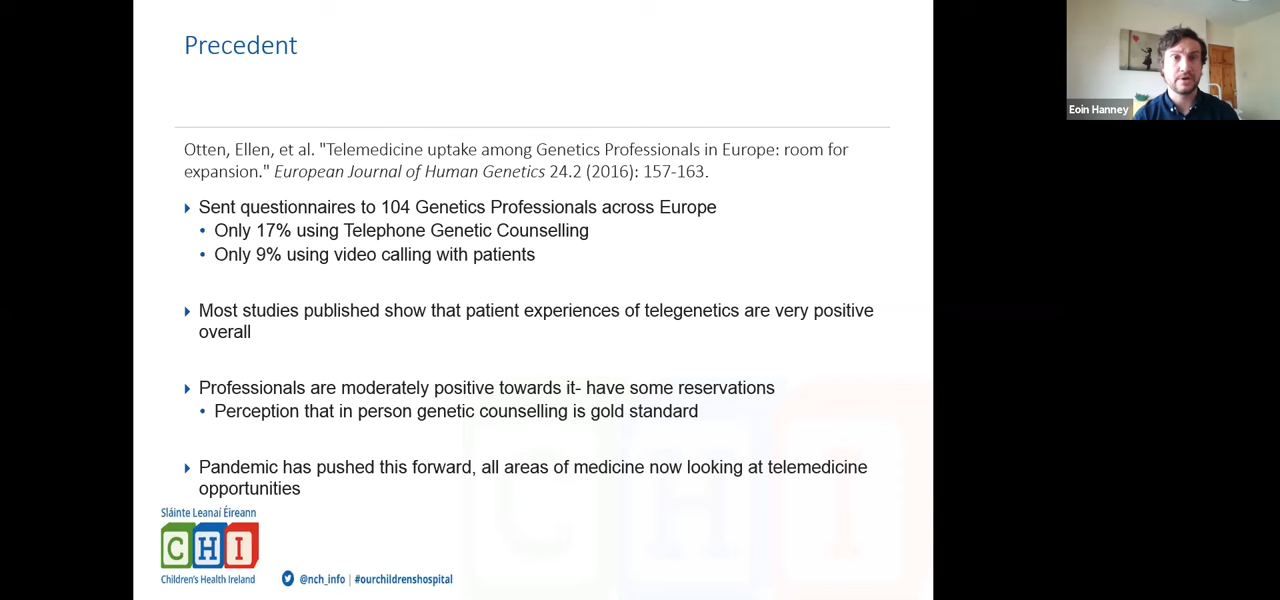 Precedent
Otten, Ellen, et al. "Telemedicine uptake among Genetics Professionals in Europe: room for
expansion." European Journal of Human Genetics 24.2 (2016): 157-163.
Sent questionnaires to 104 Genetics Professionals across Europe
• Only 17% using Telephone Genetic Counselling
• Only 9% using video calling with patients
Most studies published show that patient experiences of telegenetics are very positive
overall
Professionals are moderately positive towards it- have some reservations
• Perception that in person genetic counselling is gold standard
Pandemic has pushed this forward, all areas of medicine now looking at telemedicine
opportunities
Sláinte Leanaí Éireann
CHI
Children's Health Ireland
@nch_info | #ourchildrenshospital
CHI
Eoin Hanney